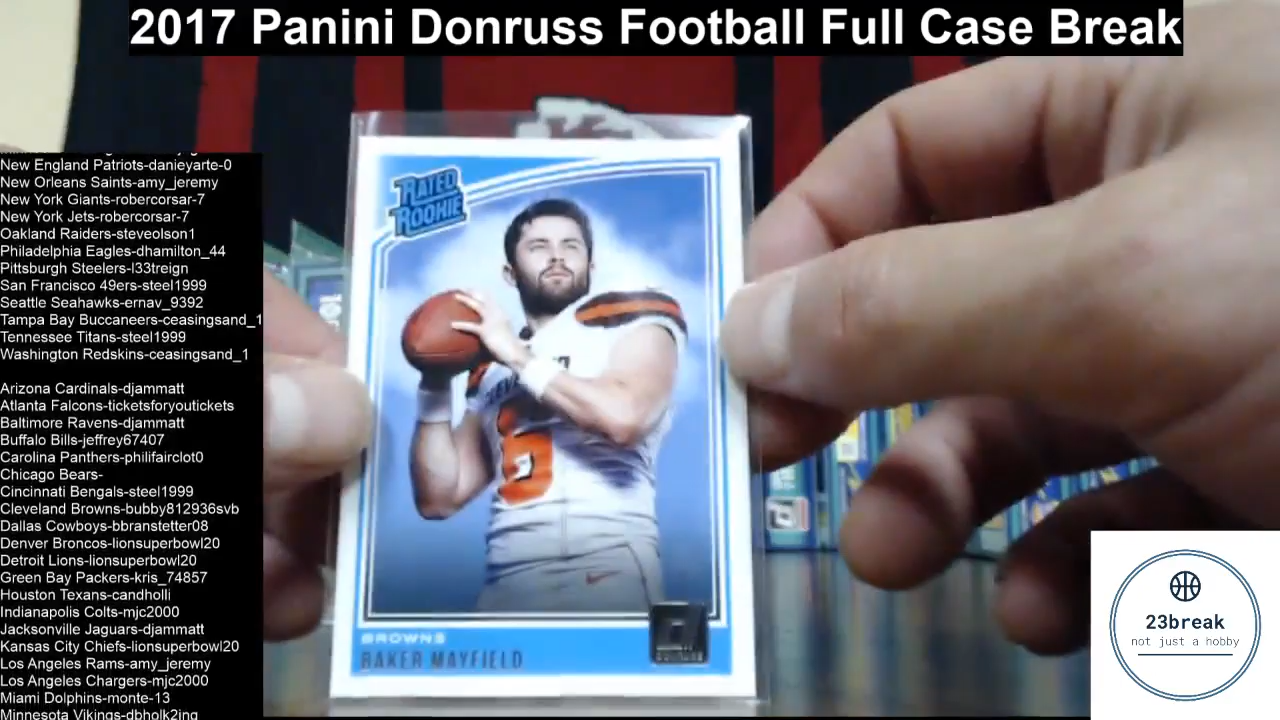 2017 Panini Donruss Football Full Case Break
New England Patriots-danieyarte-0
New Orleans Saints-amy_jeremy
New York Giants-robercorsar-7
New York Jets-robercorsar-7
Oakland Raiders-steveolson1
Philadelphia Eagles-dhamilton_44
Pittsburgh Steelers-l33treign
San Francisco 49ers-steel1999
Seattle Seahawks-ernav_9392
Tampa Bay Buccaneers-ceasingsand_1
Tennessee Titans-steel1999
Washington Redskins-ceasingsand_1
Arizona Cardinals-djammatt
Atlanta Falcons-ticketsforyoutickets
Baltimore Ravens-djammatt
Buffalo Bills-jeffrey67407
Carolina Panthers-philifairclot0
Chicago Bears-
Cincinnati Bengals-steel1999
Cleveland Browns-bubby812936svb
Dallas Cowboys-bbranstetter08
Denver Broncos-lionsuperbowl20
Detroit Lions-lionsuperbowl20
Green Bay Packers-kris_74857
Houston Texans-candholli
Indianapolis Colts-mjc2000
Jacksonville Jaguars-djammatt
Kansas City Chiefs-lionsuperbowl20
Los Angeles Rams-amy_jeremy
Los Angeles Chargers-mjc2000
Miami Dolphins-monte-13
Minnesota Vikings-dbholk2ing
RATED
ROOKIE
6
BROWNS
BAKER MAYFIELD
23break
not just a hobby